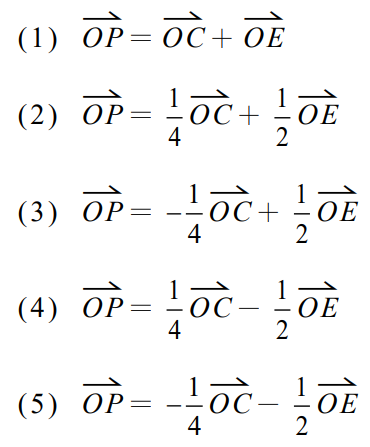 (1) $\overrightarrow{OP} = \overrightarrow{OC} + \overrightarrow{OE}$
(2) $\overrightarrow{OP} = \frac{1}{4}\overrightarrow{OC} + \frac{1}{2}\overrightarrow{OE}$
(3) $\overrightarrow{OP} = -\frac{1}{4}\overrightarrow{OC} + \frac{1}{2}\overrightarrow{OE}$
(4) $\overrightarrow{OP} = \frac{1}{4}\overrightarrow{OC} - \frac{1}{2}\overrightarrow{OE}$
(5) $\overrightarrow{OP} = -\frac{1}{4}\overrightarrow{OC} - \frac{1}{2}\overrightarrow{OE}$